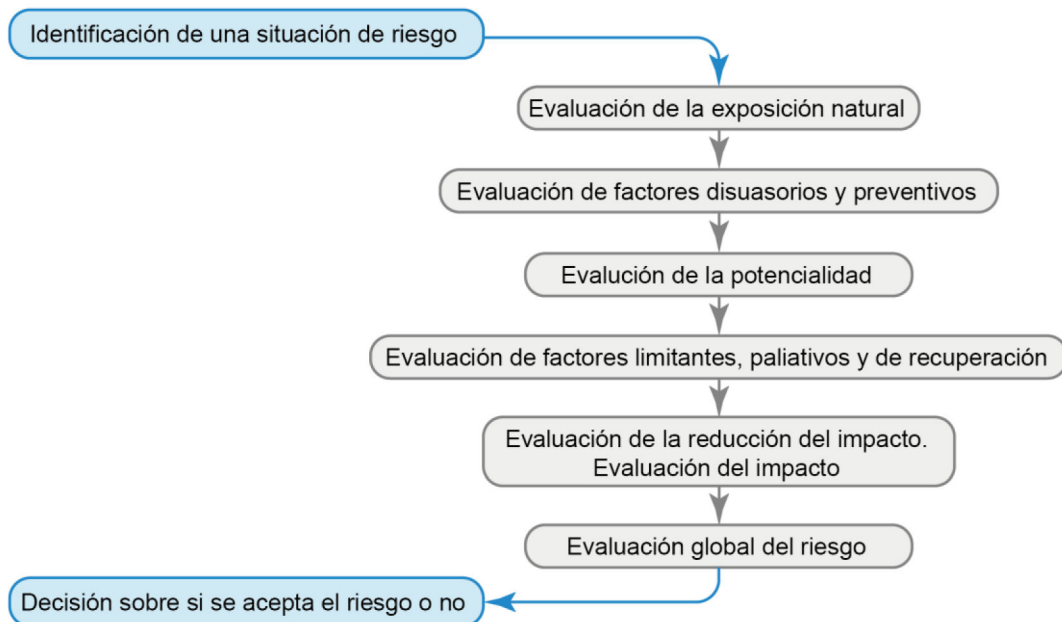 Identificación de una situación de riesgo
Evaluación de la exposición natural
Evaluación de factores disuasorios y preventivos
Evalución de la potencialidad
Evaluación de factores limitantes, paliativos y de recuperación
Evaluación de la reducción del impacto.
Evaluación del impacto
Evaluación global del riesgo
Decisión sobre si se acepta el riesgo o no